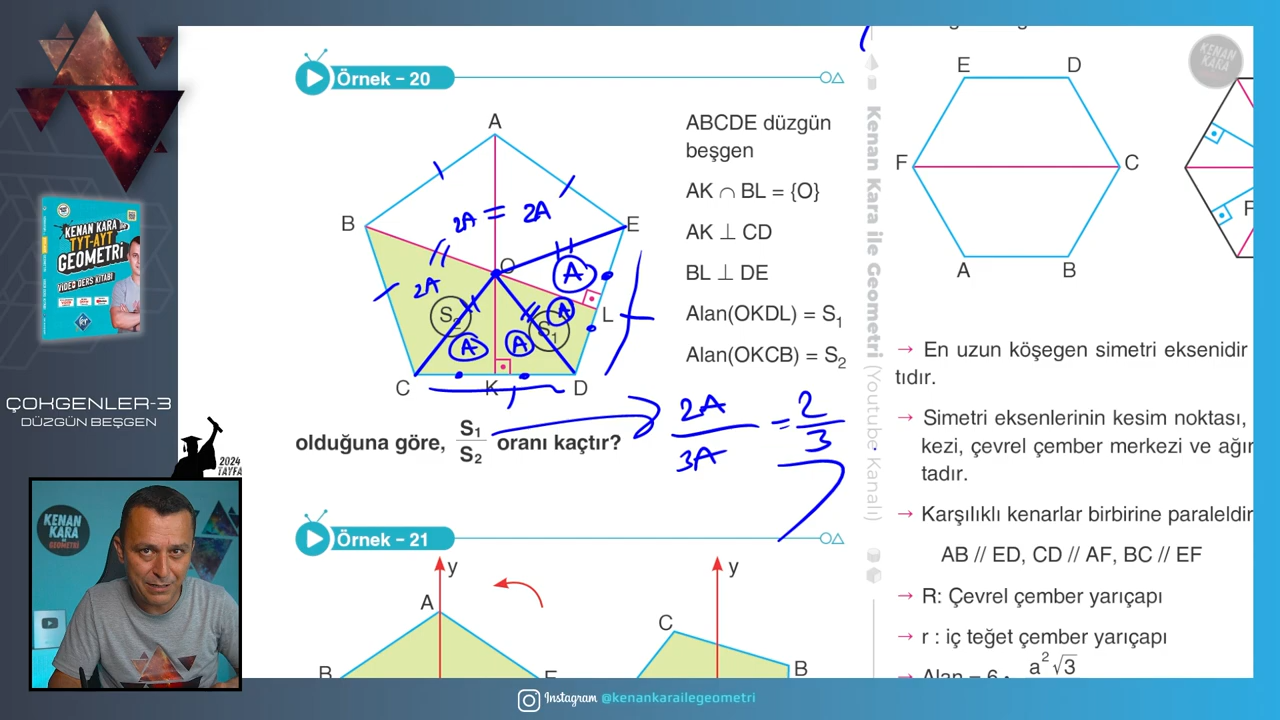 KENAN KARA
TYT-AYT
GEOMETRİ
VİDEO DERS KİTABI
ÇOKGENLER-3
DÜZGÜN BEŞGEN
2024
TAYFA
KENAN
KARA
GEOMETRİ
Örnek – 20
A
B
E
O
L
C
K
D
S2
S1
2A = 2A
2A
A
A
A
A
ABCDE düzgün
beşgen
AK ∩ BL = {O}
AK ⊥ CD
BL ⊥ DE
Alan(OKDL) = S1
Alan(OKCB) = S2
olduğuna göre, S1/S2 oranı kaçtır?
2A/3A = 2/3
Örnek – 21
y
A
B
E
y
C
B
Kenan Kara ile Geometri (Youtube Kanalı)
KENAN
KARA
E
D
F
C
A
B
F
→ En uzun köşegen simetri eksenidir
tıdır.
→ Simetri eksenlerinin kesim noktası,
kezi, çevrel çember merkezi ve ağır
tadır.
→ Karşılıklı kenarlar birbirine paraleldir
AB // ED, CD // AF, BC // EF
→ R: Çevrel çember yarıçapı
→ r : iç teğet çember yarıçapı
→ Alan = 6 · a²√3
Instagram @kenankarailegeometri